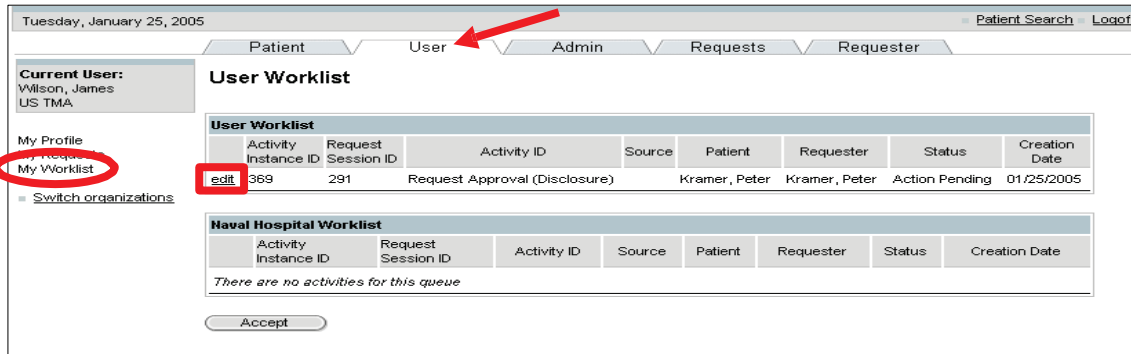 Tuesday, January 25, 2005 Patient Search Logof
Patient User Admin Requests Requester
Current User:
Wilson, James
US TMA
My Profile
My Requests
My Worklist
Switch organizations
User Worklist
User Worklist
Activity Instance ID Request Session ID Activity ID Source Patient Requester Status Creation Date
edit 369 291 Request Approval (Disclosure) Kramer, Peter Kramer, Peter Action Pending 01/25/2005
Naval Hospital Worklist
Activity Instance ID Request Session ID Activity ID Source Patient Requester Status Creation Date
There are no activities for this queue
Accept